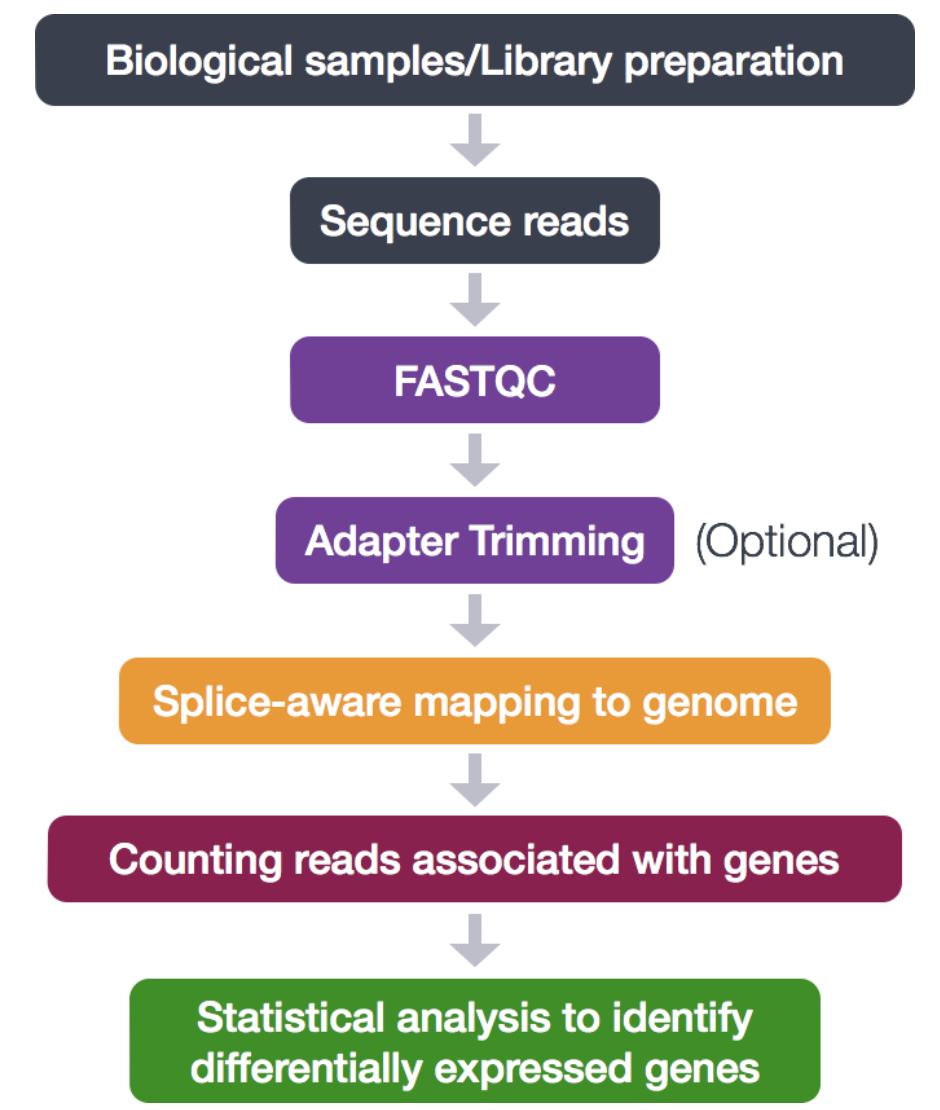 Biological samples/Library preparation
Sequence reads
FASTQC
Adapter Trimming (Optional)
Splice-aware mapping to genome
Counting reads associated with genes
Statistical analysis to identify
differentially expressed genes